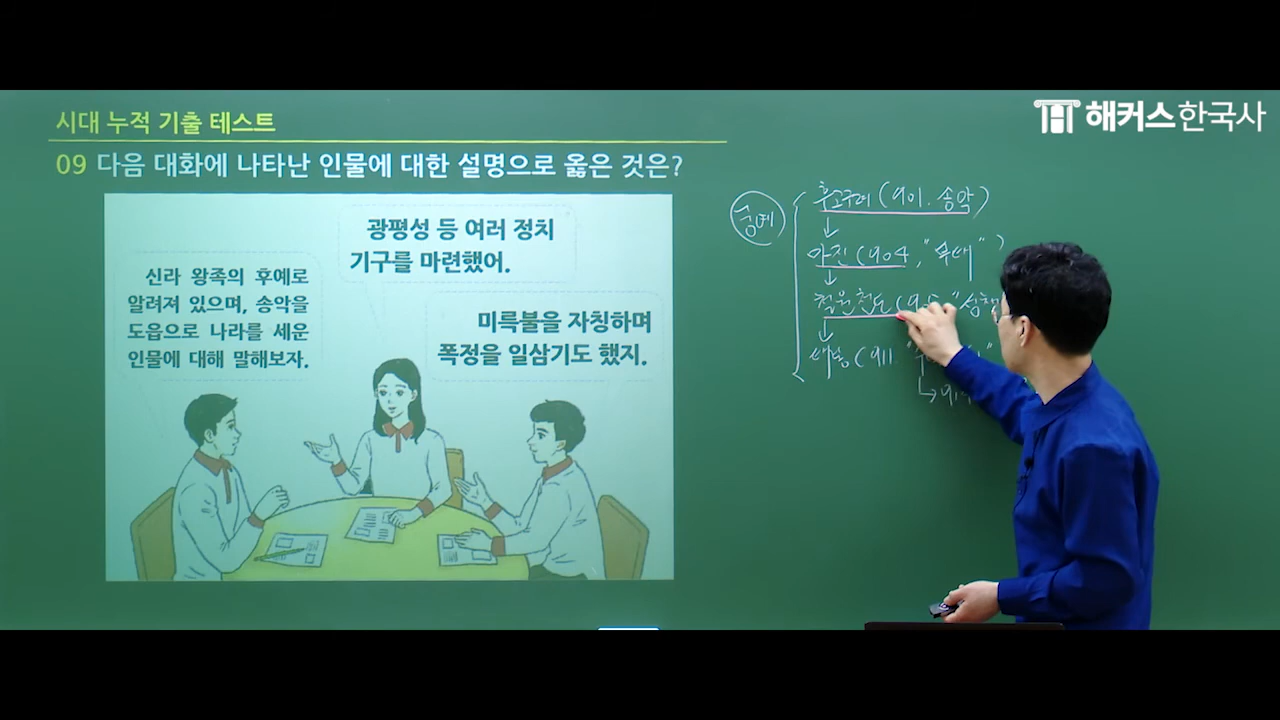 해커스한국사
시대 누적 기출 테스트
09 다음 대화에 나타난 인물에 대한 설명으로 옳은 것은?
광평성 등 여러 정치
기구를 마련했어.
신라 왕족의 후예로
알려져 있으며, 송악을
도읍으로 나라를 세운
인물에 대해 말해보자.
미륵불을 자칭하며
폭정을 일삼기도 했지.
궁예
후고구려 (901. 송악)
↓
마진 (904, "무태")
↓
철원 천도 (905
↓
태봉 (911.